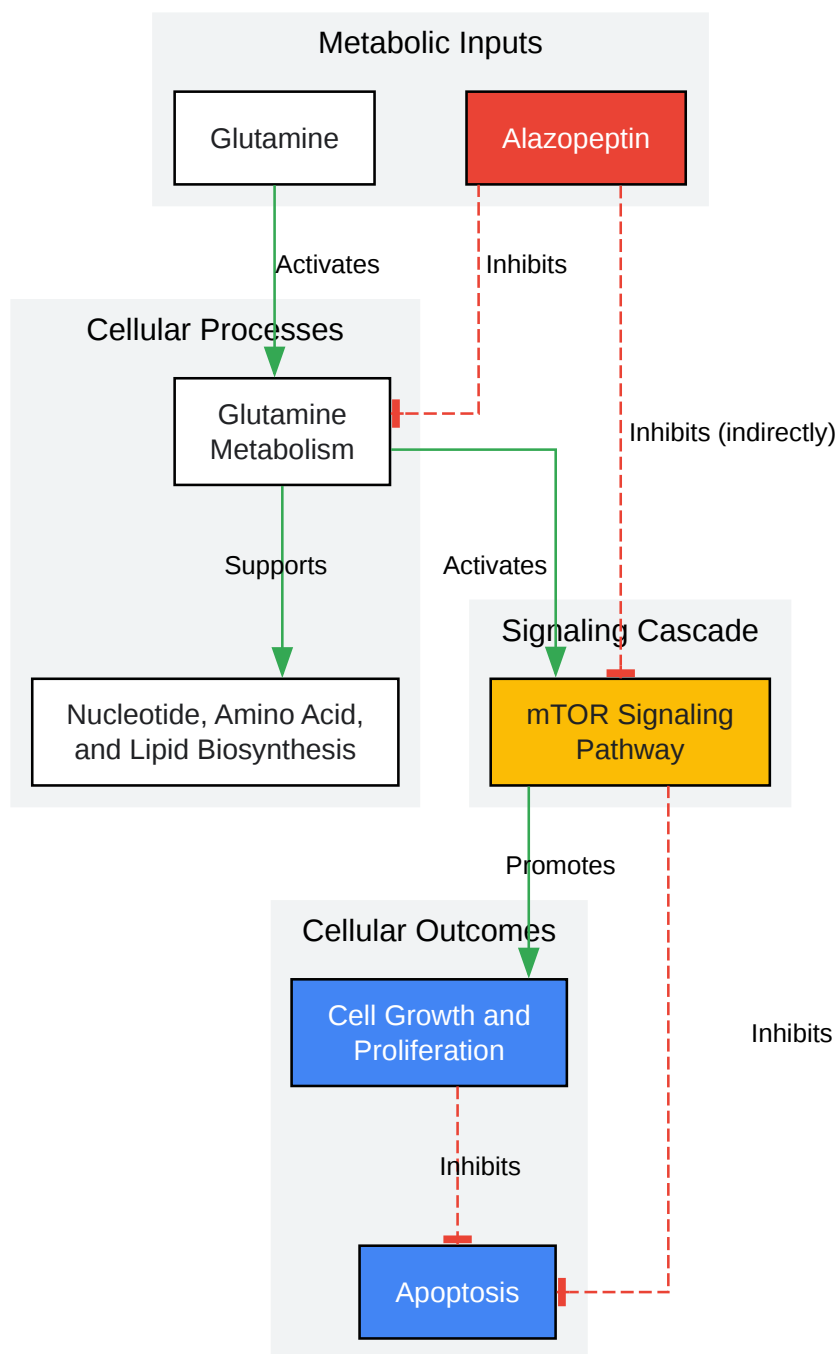 Metabolic Inputs
Glutamine
Alazopeptin
Activates
Inhibits
Cellular Processes
Glutamine
Metabolism
Inhibits (indirectly)
Supports
Activates
Signaling Cascade
Nucleotide, Amino Acid,
and Lipid Biosynthesis
mTOR Signaling
Pathway
Promotes
Cellular Outcomes
Cell Growth and
Proliferation
Inhibits
Inhibits
Apoptosis